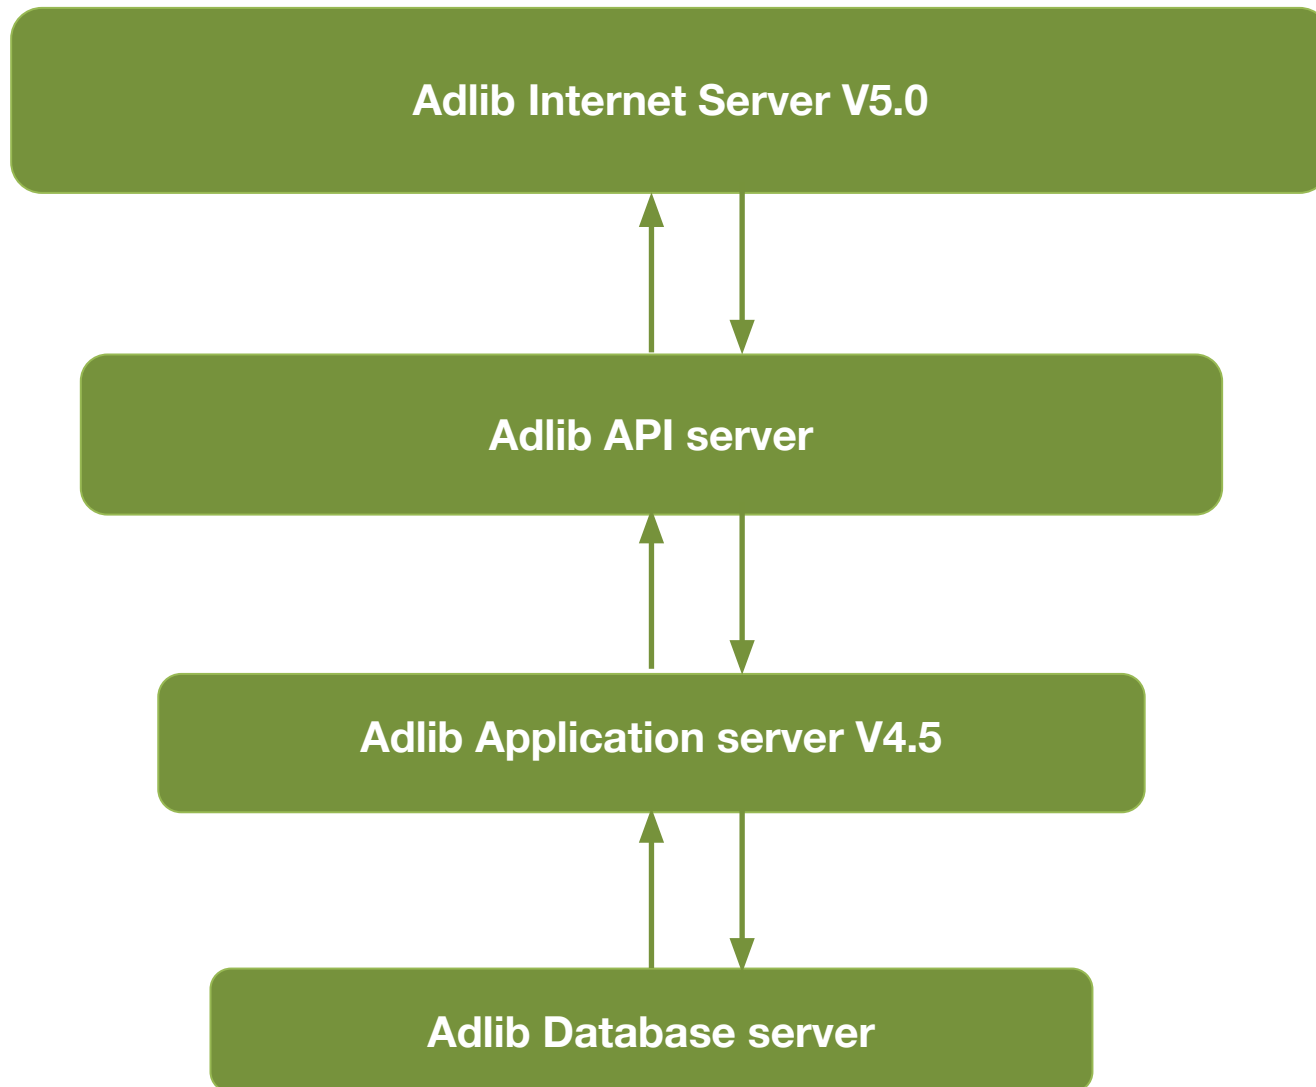 Adlib Internet Server V5.0
Adlib API server
Adlib Application server V4.5
Adlib Database server